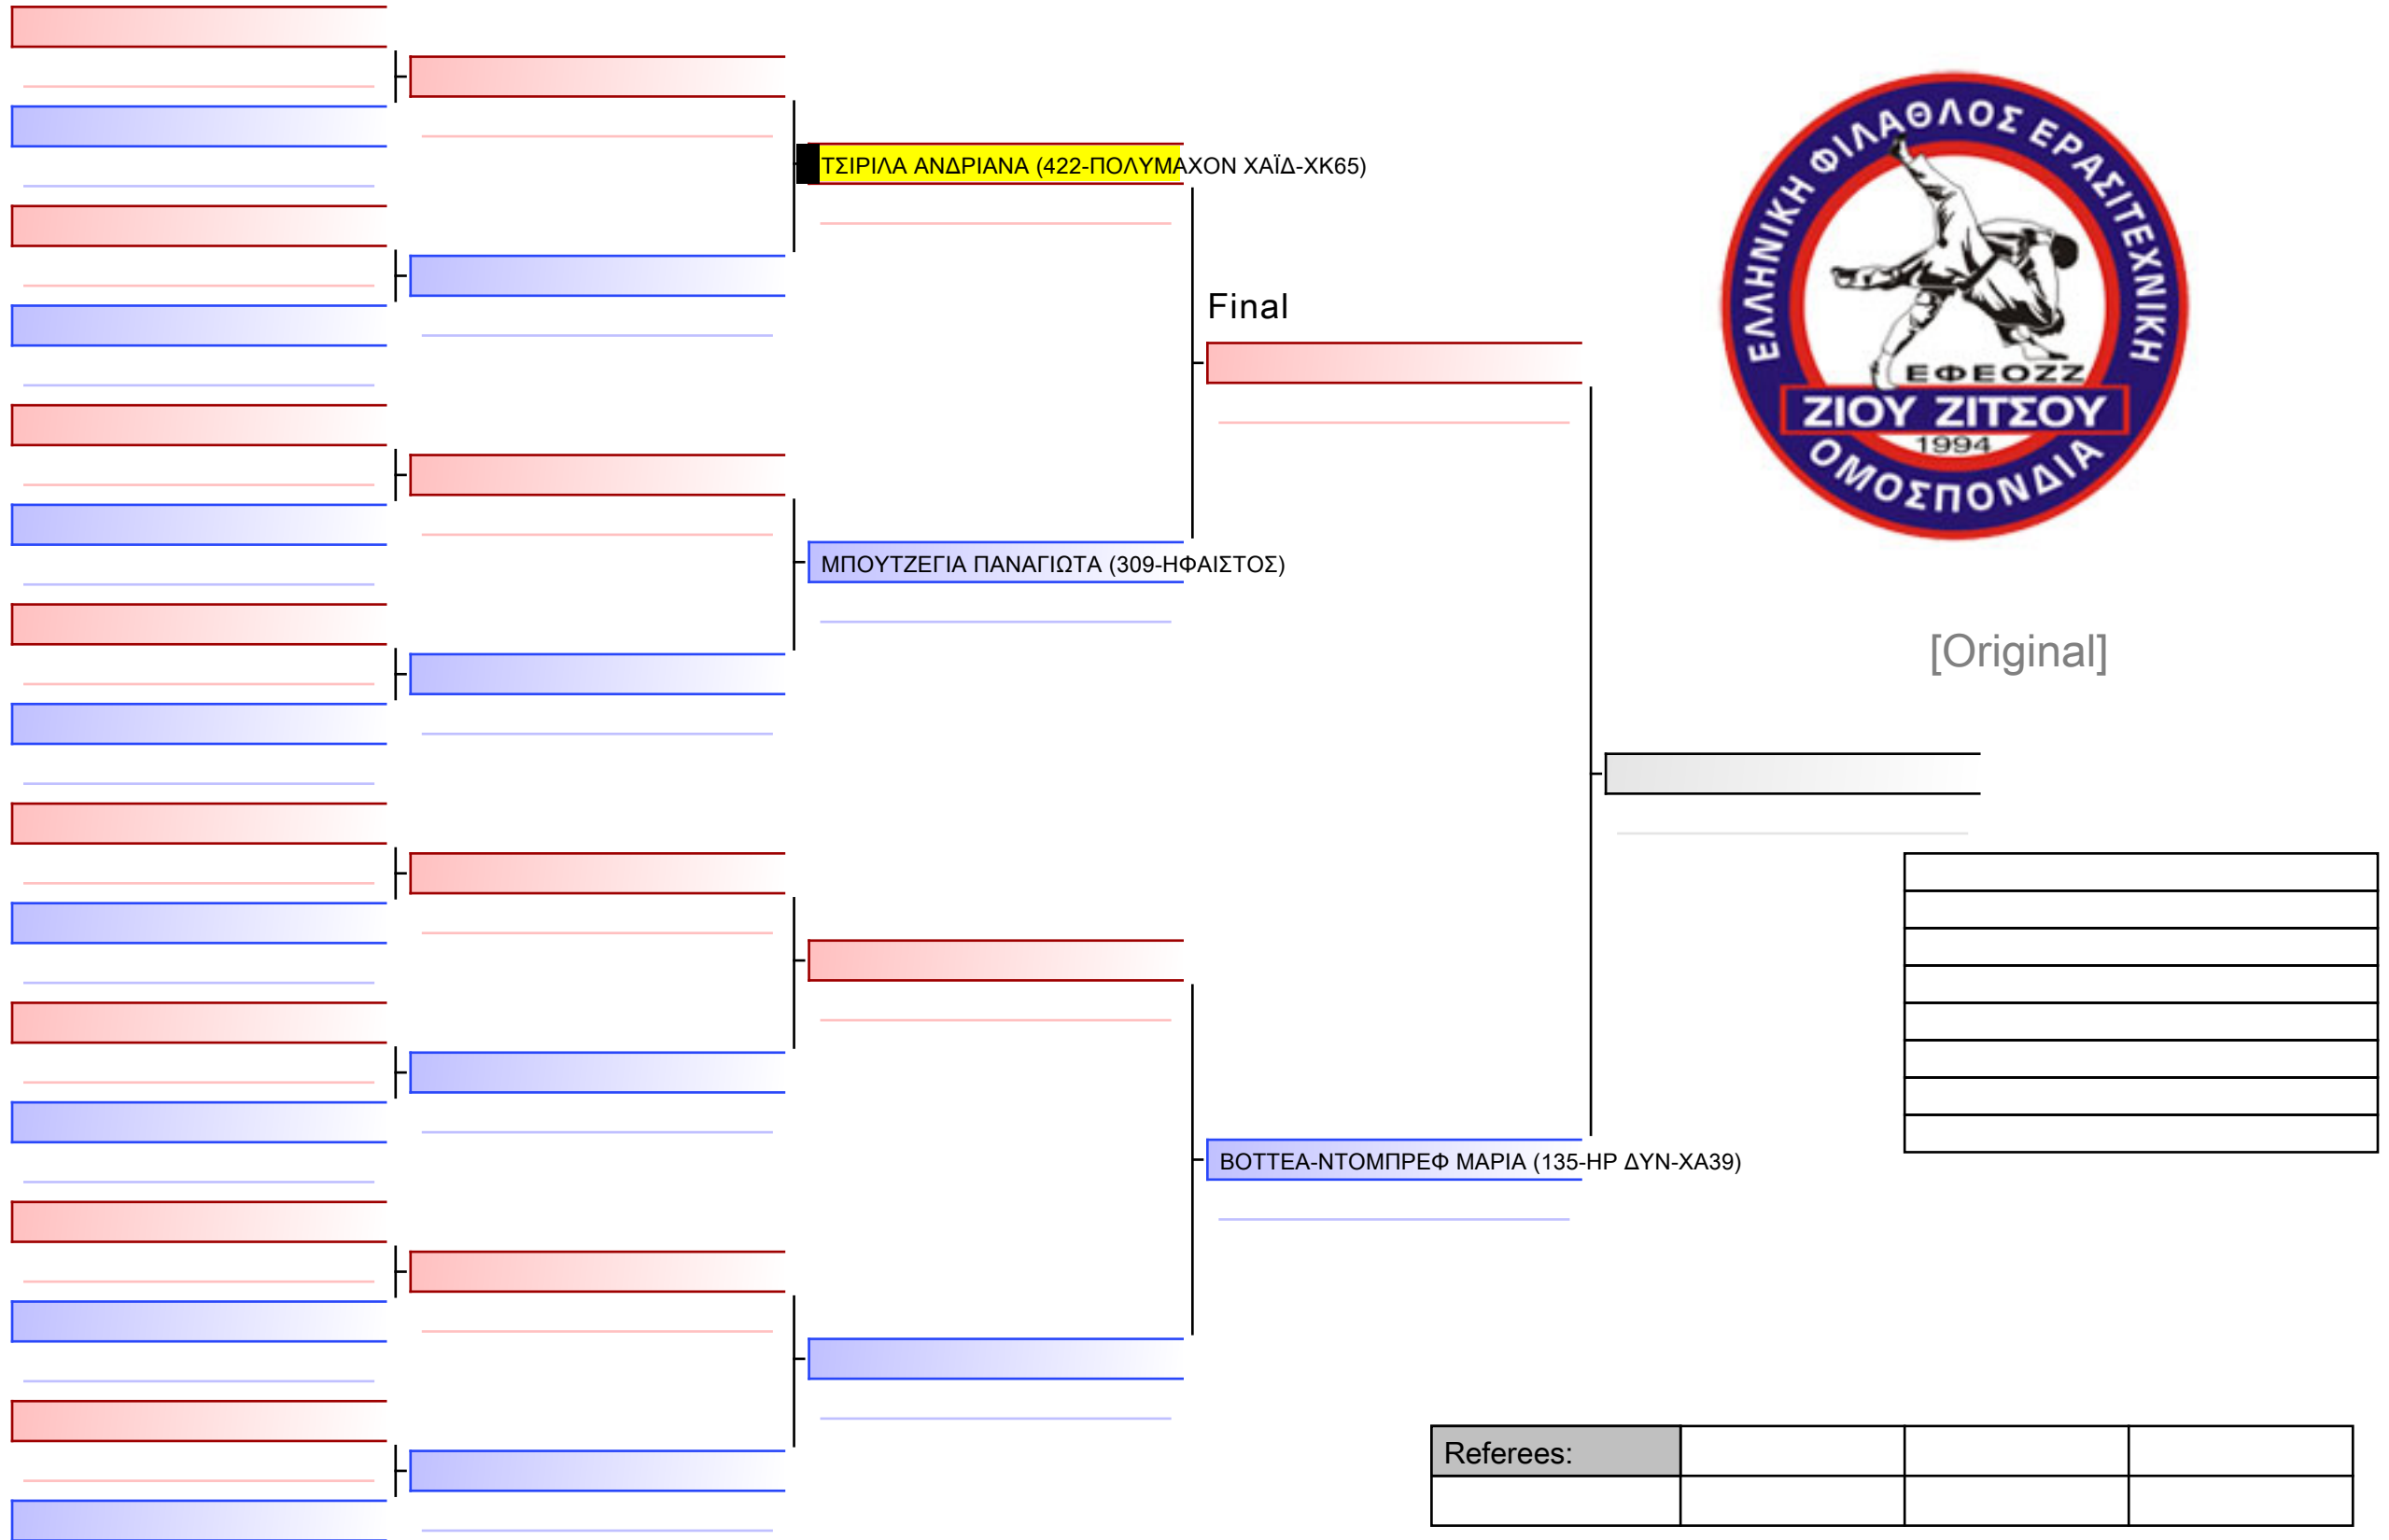 ΤΣΙΡΙΛΑ ΑΝΔΡΙΑΝΑ (422-ΠΟΛΥΜΑΧΟΝ ΧΑΪΔ-ΧΚ65)
Final
ΜΠΟΥΤΖΕΓΙΑ ΠΑΝΑΓΙΩΤΑ (309-ΗΦΑΙΣΤΟΣ)
ΕΛΛΗΝΙΚΗ ΦΙΛΑΘΛΟΣ ΕΡΑΣΙΤΕΧΝΙΚΗ
ΕΦΕΟΖΖ
ΖΙΟΥ ΖΙΤΣΟΥ
1994
ΟΜΟΣΠΟΝΔΙΑ
[Original]
ΒΟΤΤΕΑ-ΝΤΟΜΠΡΕΦ ΜΑΡΙΑ (135-ΗΡ ΔΥΝ-ΧΑ39)
Referees: